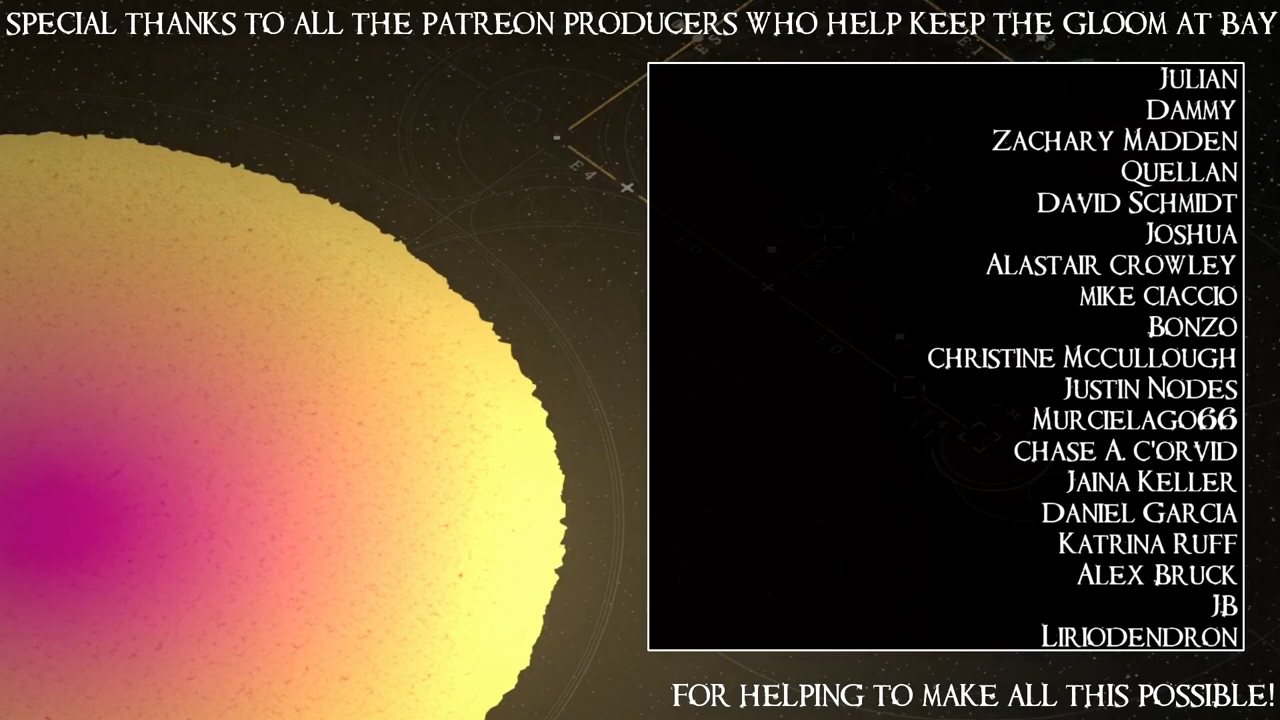 SPECIAL THANKS TO ALL THE PATREON PRODUCERS WHO HELP KEEP THE GLOOM AT BAY
JULIAN
DAMMY
ZACHARY MADDEN
QUELLAN
DAVID SCHMIDT
JOSHUA
ALASTAIR CROWLEY
MIKE CIACCIO
BONZO
CHRISTINE MCCULLOUGH
JUSTIN NODES
MURCIELAGO66
CHASE A. C'ORVID
JAINA KELLER
DANIEL GARCIA
KATRINA RUFF
ALEX BRUCK
JB
LIRIODENDRON
FOR HELPING TO MAKE ALL THIS POSSIBLE!